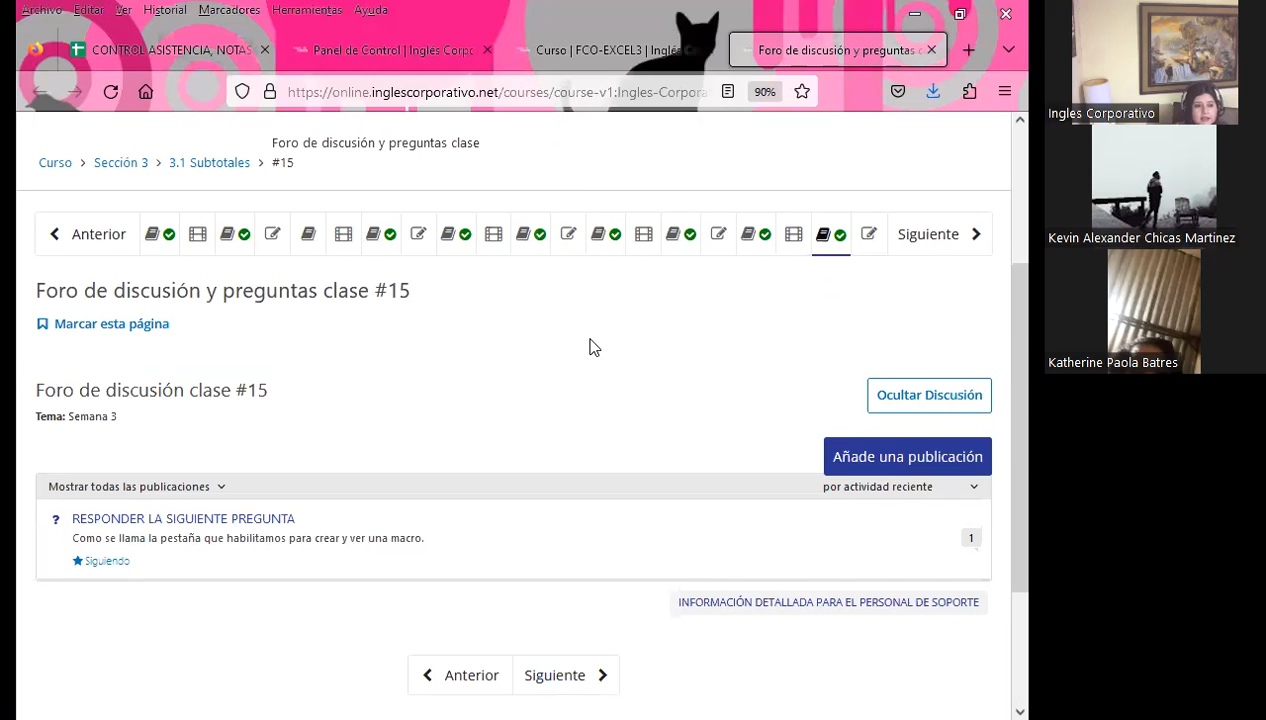 Archivo Editar Ver Historial Marcadores Herramientas Ayuda
CONTROL ASISTENCIA, NOTAS
Panel de Control | Inglés Corpo
Curso | FCO-EXCEL3 | Inglés C
Foro de discusión y preguntas c
https://online.inglescorporativo.net/courses/course-v1:Ingles-Corpora
90%
Curso > Sección 3 > 3.1 Subtotales > Foro de discusión y preguntas clase #15
Anterior
Siguiente
Foro de discusión y preguntas clase #15
Marcar esta página
Foro de discusión clase #15
Ocultar Discusión
Tema: Semana 3
Añade una publicación
Mostrar todas las publicaciones
por actividad reciente
? RESPONDER LA SIGUIENTE PREGUNTA
Como se llama la pestaña que habilitamos para crear y ver una macro.
1
Siguiendo
INFORMACIÓN DETALLADA PARA EL PERSONAL DE SOPORTE
Anterior
Siguiente
Ingles Corporativo
Kevin Alexander Chicas Martinez
Katherine Paola Batres